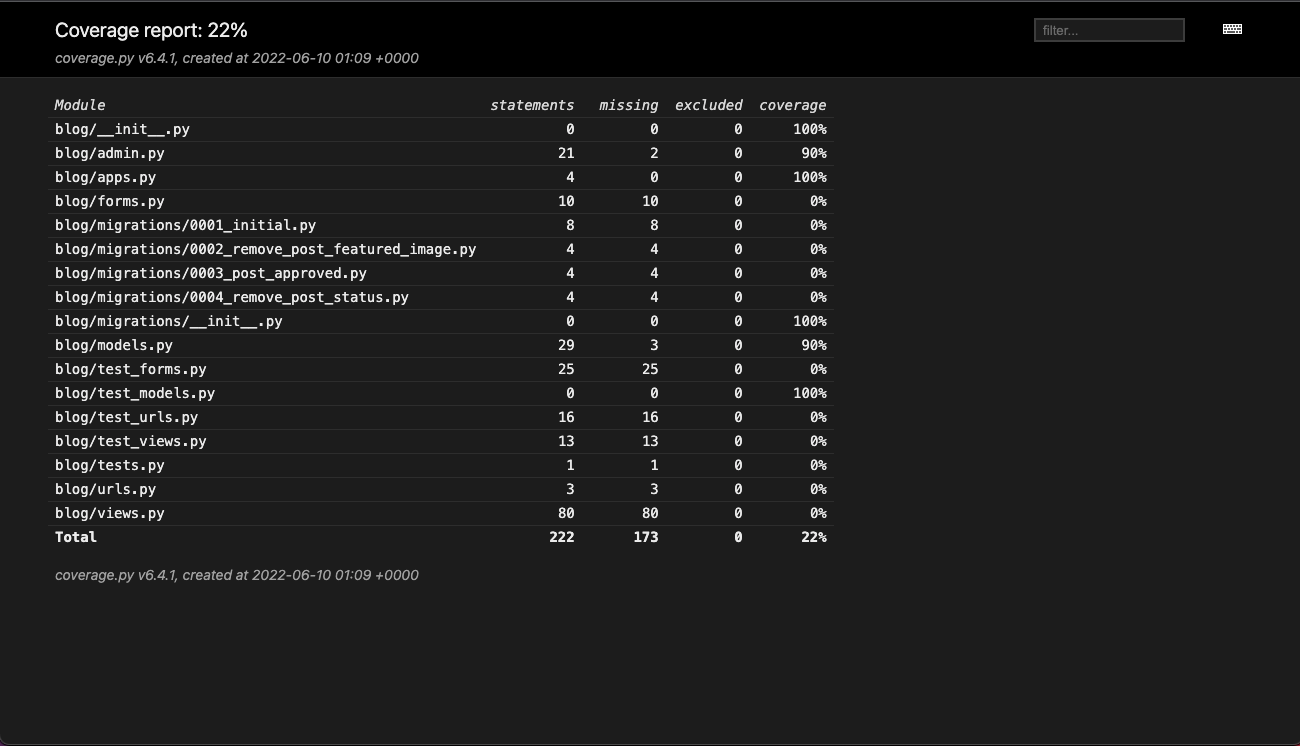 Coverage report: 22%
filter...
coverage.py v6.4.1, created at 2022-06-10 01:09 +0000
Module statements missing excluded coverage
blog/__init__.py 0 0 0 100%
blog/admin.py 21 2 0 90%
blog/apps.py 4 0 0 100%
blog/forms.py 10 10 0 0%
blog/migrations/0001_initial.py 8 8 0 0%
blog/migrations/0002_remove_post_featured_image.py 4 4 0 0%
blog/migrations/0003_post_approved.py 4 4 0 0%
blog/migrations/0004_remove_post_status.py 4 4 0 0%
blog/migrations/__init__.py 0 0 0 100%
blog/models.py 29 3 0 90%
blog/test_forms.py 25 25 0 0%
blog/test_models.py 0 0 0 100%
blog/test_urls.py 16 16 0 0%
blog/test_views.py 13 13 0 0%
blog/tests.py 1 1 0 0%
blog/urls.py 3 3 0 0%
blog/views.py 80 80 0 0%
Total 222 173 0 22%
coverage.py v6.4.1, created at 2022-06-10 01:09 +0000